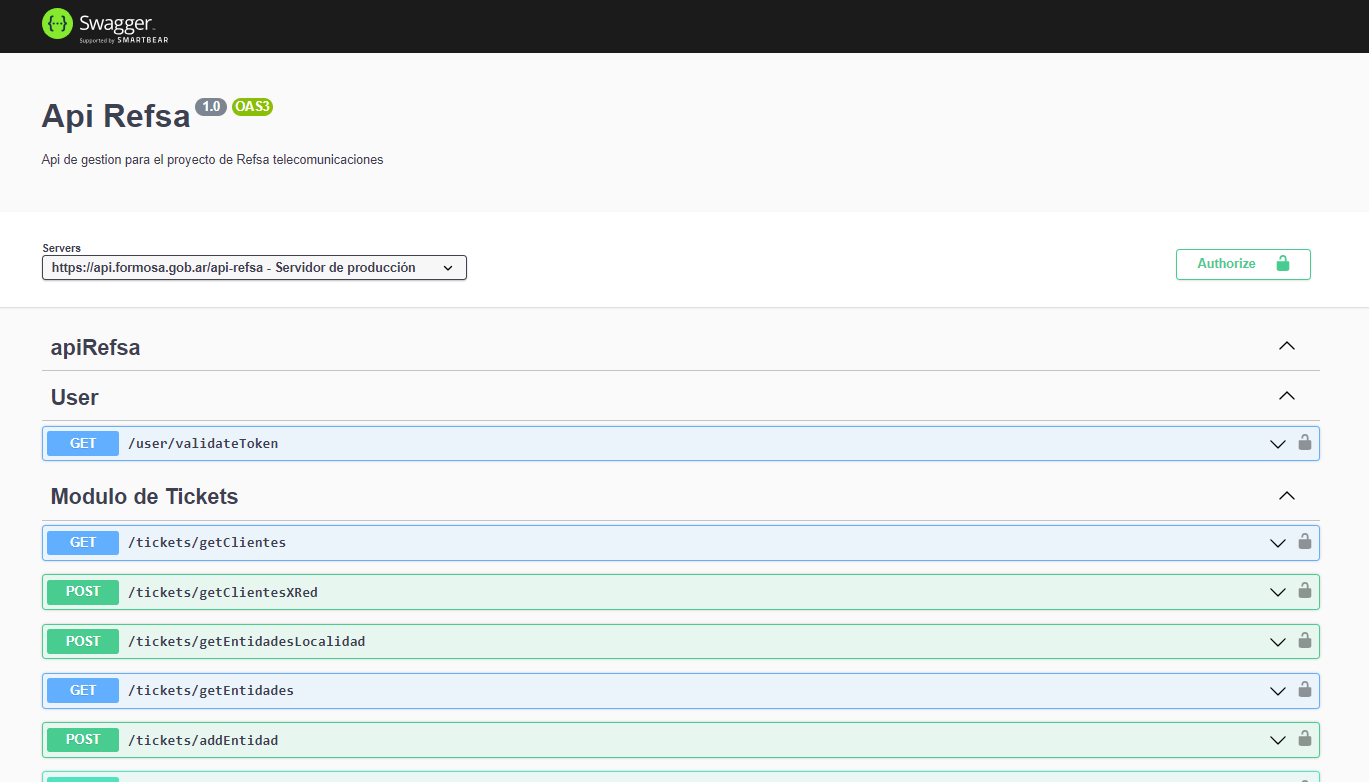 Swagger
Supported by SMARTBEAR
Api Refsa 1.0 OAS3
Api de gestion para el proyecto de Refsa telecomunicaciones
Servers
https://api.formosa.gob.ar/api-refsa - Servidor de producción
Authorize
apiRefsa
User
GET /user/validateToken
Modulo de Tickets
GET /tickets/getClientes
POST /tickets/getClientesXRed
POST /tickets/getEntidadesLocalidad
GET /tickets/getEntidades
POST /tickets/addEntidad